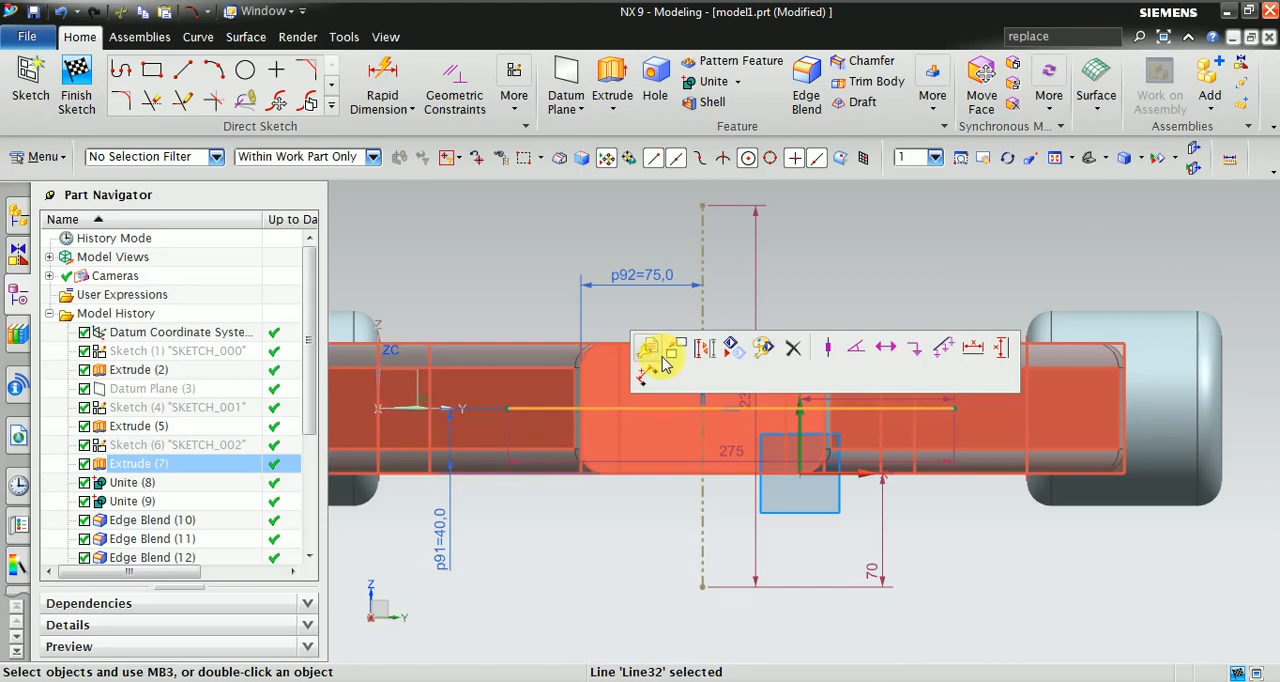 NX 9 - Modeling - [model1.prt (Modified) ]
SIEMENS
Window
File
Home
Assemblies
Curve
Surface
Render
Tools
View
replace
Sketch
Finish Sketch
Direct Sketch
Rapid Dimension
Geometric Constraints
More
Datum Plane
Extrude
Hole
Pattern Feature
Unite
Shell
Edge Blend
Chamfer
Trim Body
Draft
More
Feature
Move Face
More
Synchronous M...
Surface
Work on Assembly
Add
Assemblies
Menu
No Selection Filter
Within Work Part Only
1
Part Navigator
Name
Up to Da
History Mode
Model Views
Cameras
User Expressions
Model History
Datum Coordinate Syste...
Sketch (1) "SKETCH_000"
Extrude (2)
Datum Plane (3)
Sketch (4) "SKETCH_001"
Extrude (5)
Sketch (6) "SKETCH_002"
Extrude (7)
Unite (8)
Unite (9)
Edge Blend (10)
Edge Blend (11)
Edge Blend (12)
Dependencies
Details
Preview
p92=75,0
Z
ZC
X
Y
275
p91=40,0
70
Z
X
Y
Select objects and use MB3, or double-click an object
Line 'Line32' selected